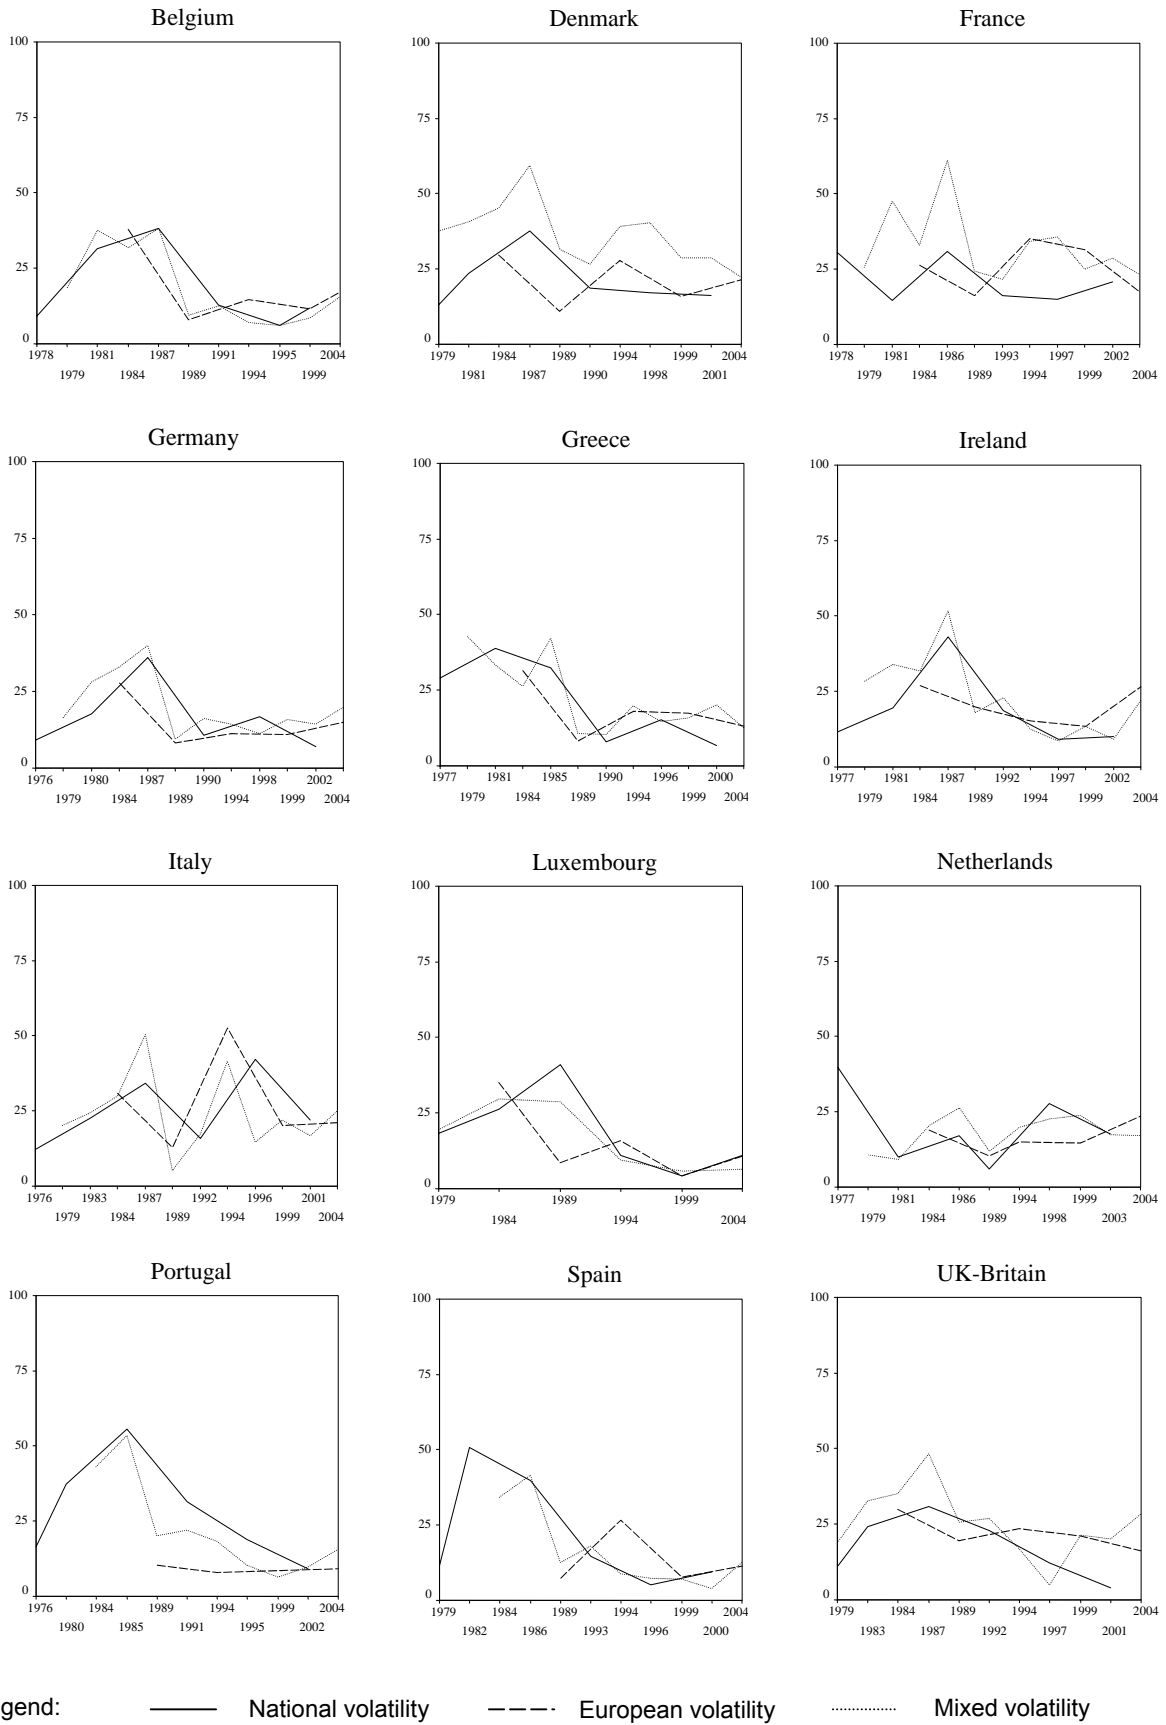 Belgium
Denmark
France
100
75
50
25
0
1978 1981 1987 1991 1995 2004
1979 1984 1989 1994 1999
100
75
50
25
0
1979 1984 1989 1994 1999 2004
1981 1987 1990 1998 2001
100
75
50
25
0
1978 1981 1986 1993 1997 2002
1979 1984 1989 1994 1999 2004
Germany
Greece
Ireland
100
75
50
25
0
1976 1980 1987 1990 1998 2002
1979 1984 1989 1994 1999 2004
100
75
50
25
0
1977 1981 1985 1990 1996 2000
1979 1984 1989 1994 1999 2004
100
75
50
25
0
1977 1981 1987 1992 1997 2002
1979 1984 1989 1994 1999 2004
Italy
Luxembourg
Netherlands
100
75
50
25
0
1976 1983 1987 1992 1996 2001
1979 1984 1989 1994 1999 2004
100
75
50
25
0
1979 1989 1999
1984 1994 2004
100
75
50
25
0
1977 1981 1986 1994 1999 2004
1979 1984 1989 1998 2003
Portugal
Spain
UK-Britain
100
75
50
25
0
1976 1984 1989 1994 1999 2004
1980 1985 1991 1995 2002
100
75
50
25
0
1979 1984 1989 1994 1999 2004
1982 1986 1993 1996 2000
100
75
50
25
0
1979 1984 1989 1994 1999 2004
1983 1987 1992 1997 2001
gend: National volatility European volatility Mixed volatility